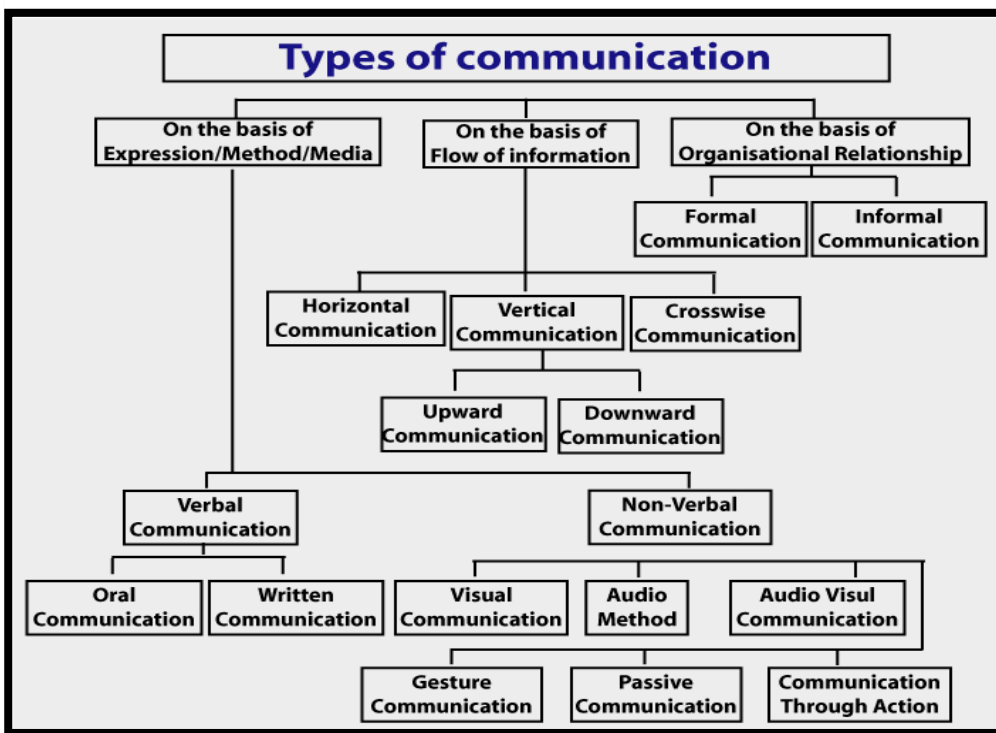 Types of communication
On the basis of
Expression/Method/Media
On the basis of
Flow of information
On the basis of
Organisational Relationship
Formal
Communication
Informal
Communication
Horizontal
Communication
Vertical
Communication
Crosswise
Communication
Upward
Communication
Downward
Communication
Verbal
Communication
Non-Verbal
Communication
Oral
Communication
Written
Communication
Visual
Communication
Audio
Method
Audio Visul
Communication
Gesture
Communication
Passive
Communication
Communication
Through Action